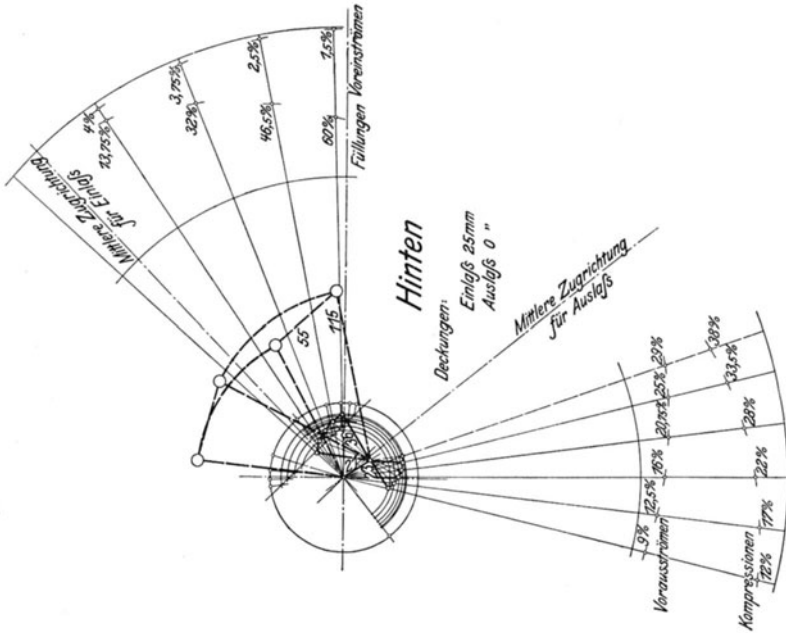 Mittlere Zugrichtung
für Einlaß
4%
13,75%
3,75%
32%
2,5%
46,5%
1,5%
60%
Füllungen Voreinströmen
55
115
Hinten
Deckungen:
Einlaß 25mm
Auslaß 0 "
Mittlere Zugrichtung
für Auslaß
9%
12,5%
16%
20,75%
25%
29%
Vorausströmen
12%
17%
22%
28%
33,5%
38%
Kompressionen